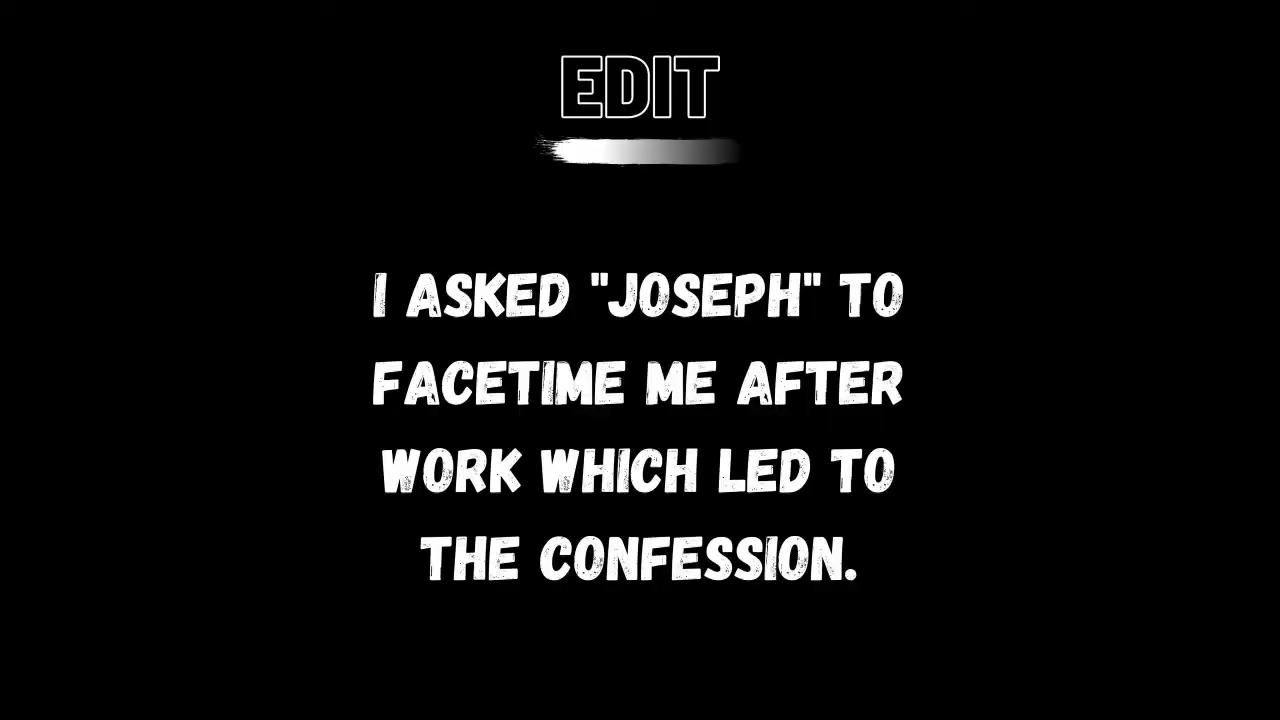 EDIT
I ASKED "JOSEPH" TO
FACETIME ME AFTER
WORK WHICH LED TO
THE CONFESSION.